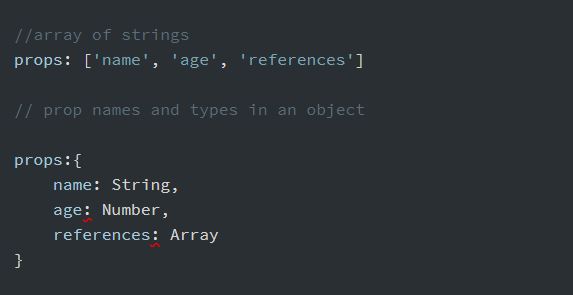 //array of strings
props: ['name', 'age', 'references']
// prop names and types in an object
props:{
name: String,
age: Number,
references: Array
}